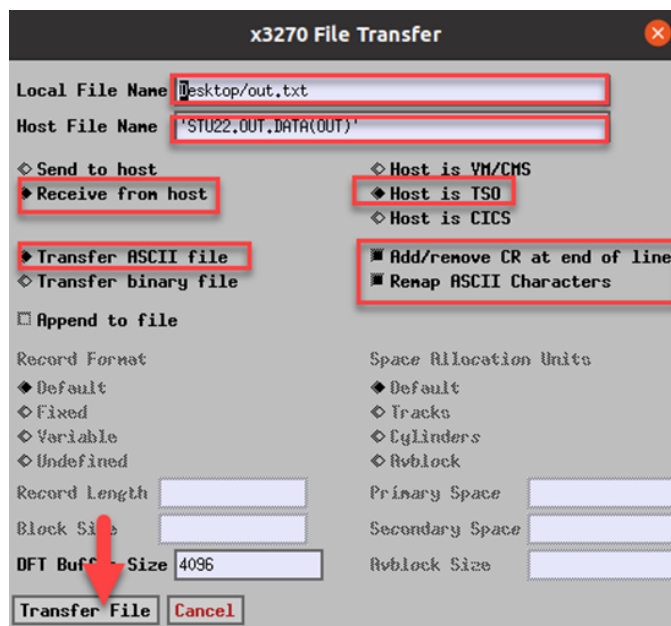 x3270 File Transfer
Local File Name Desktop/out.txt
Host File Name 'STU22.OUT.DATA(OUT)'
Send to host Host is VM/CMS
Receive from host Host is TSO
Host is CICS
Transfer ASCII file Add/remove CR at end of line
Transfer binary file Remap ASCII Characters
Append to file
Record Format Space Allocation Units
Default Default
Fixed Tracks
Variable Cylinders
Undefined Avblock
Record Length Primary Space
Block Size Secondary Space
DFT Buffer Size 4096 Avblock Size
Transfer File Cancel